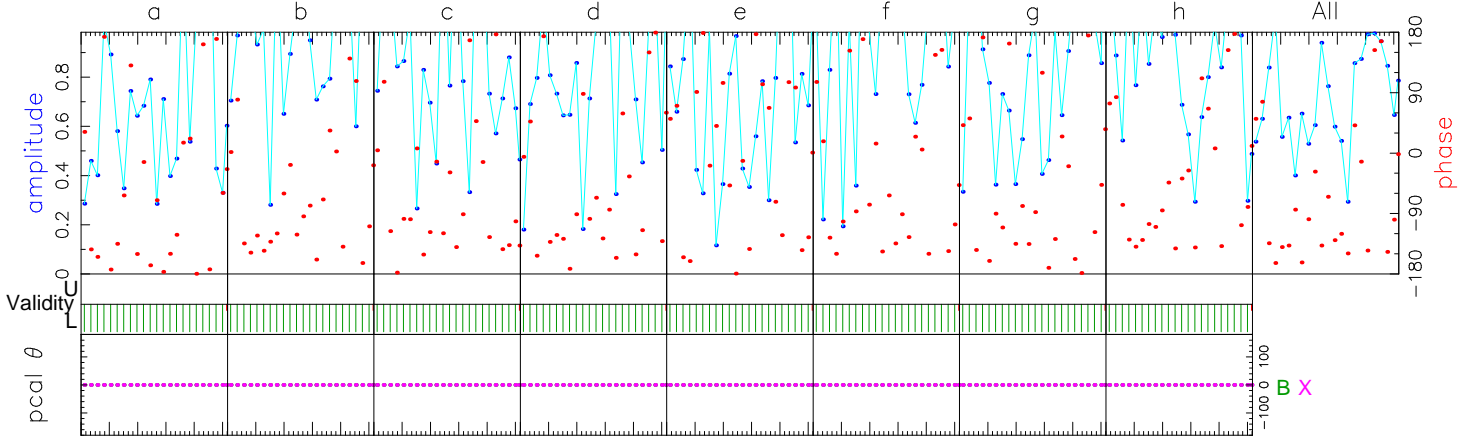 a b c d e f g h All
amplitude
0 0.2 0.4 0.6 0.8
180 90 0 −90 −180
phase
Validity U L
pcal θ
100 0 −100
B X